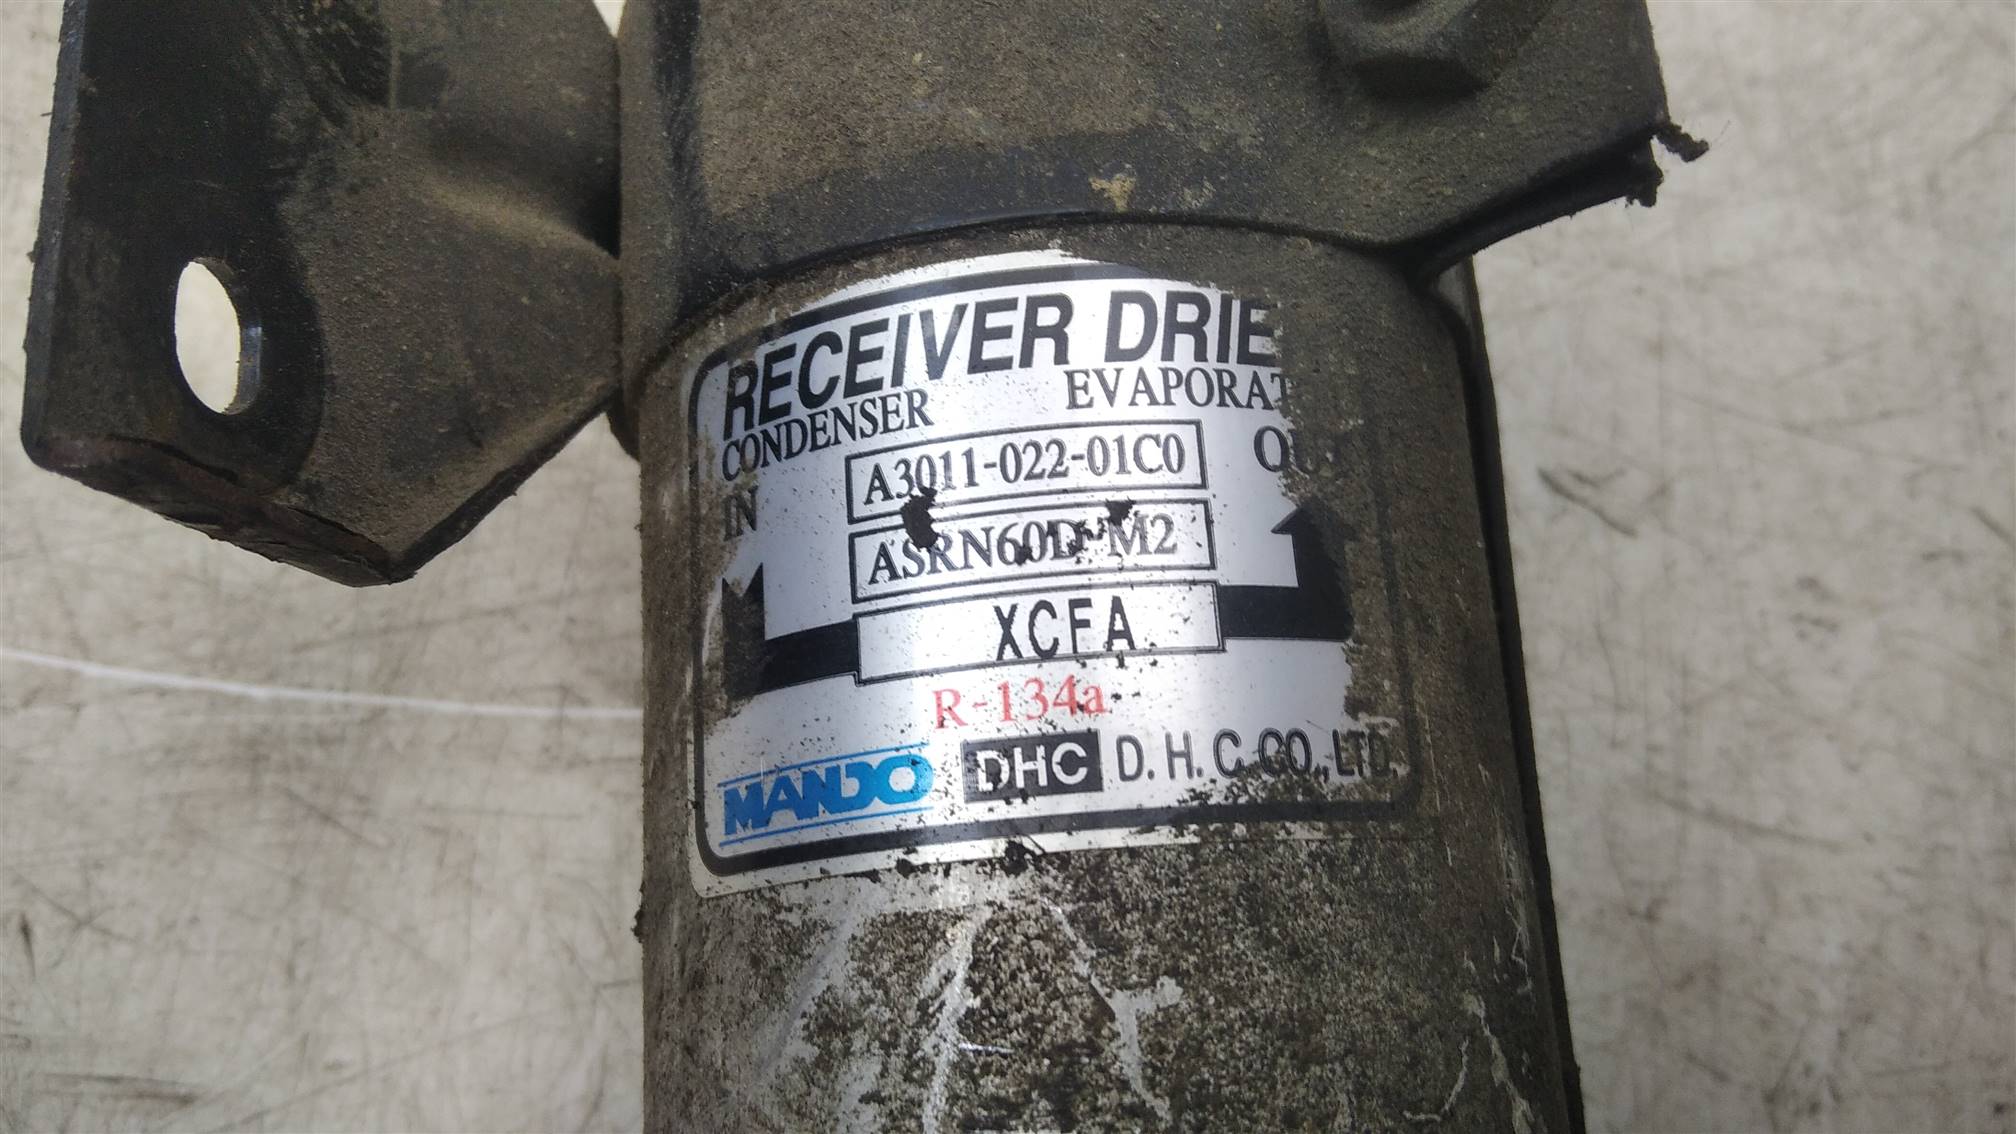 RECEIVER DRIE
CONDENSER EVAPORAT
IN A3011-022-01C0 OU
ASRN60D-M2
XCFA
R-134a
MANDO DHC D. H. C. CO., LTD.